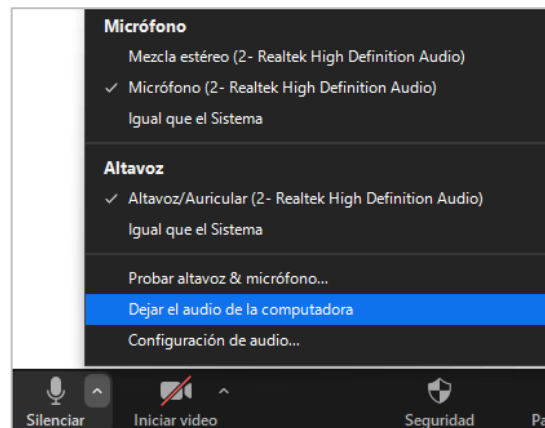 Micrófono
Mezcla estéreo (2- Realtek High Definition Audio)
Micrófono (2- Realtek High Definition Audio)
Igual que el Sistema
Altavoz
Altavoz/Auricular (2- Realtek High Definition Audio)
Igual que el Sistema
Probar altavoz & micrófono...
Dejar el audio de la computadora
Configuración de audio...
Silenciar Iniciar video Seguridad Pa